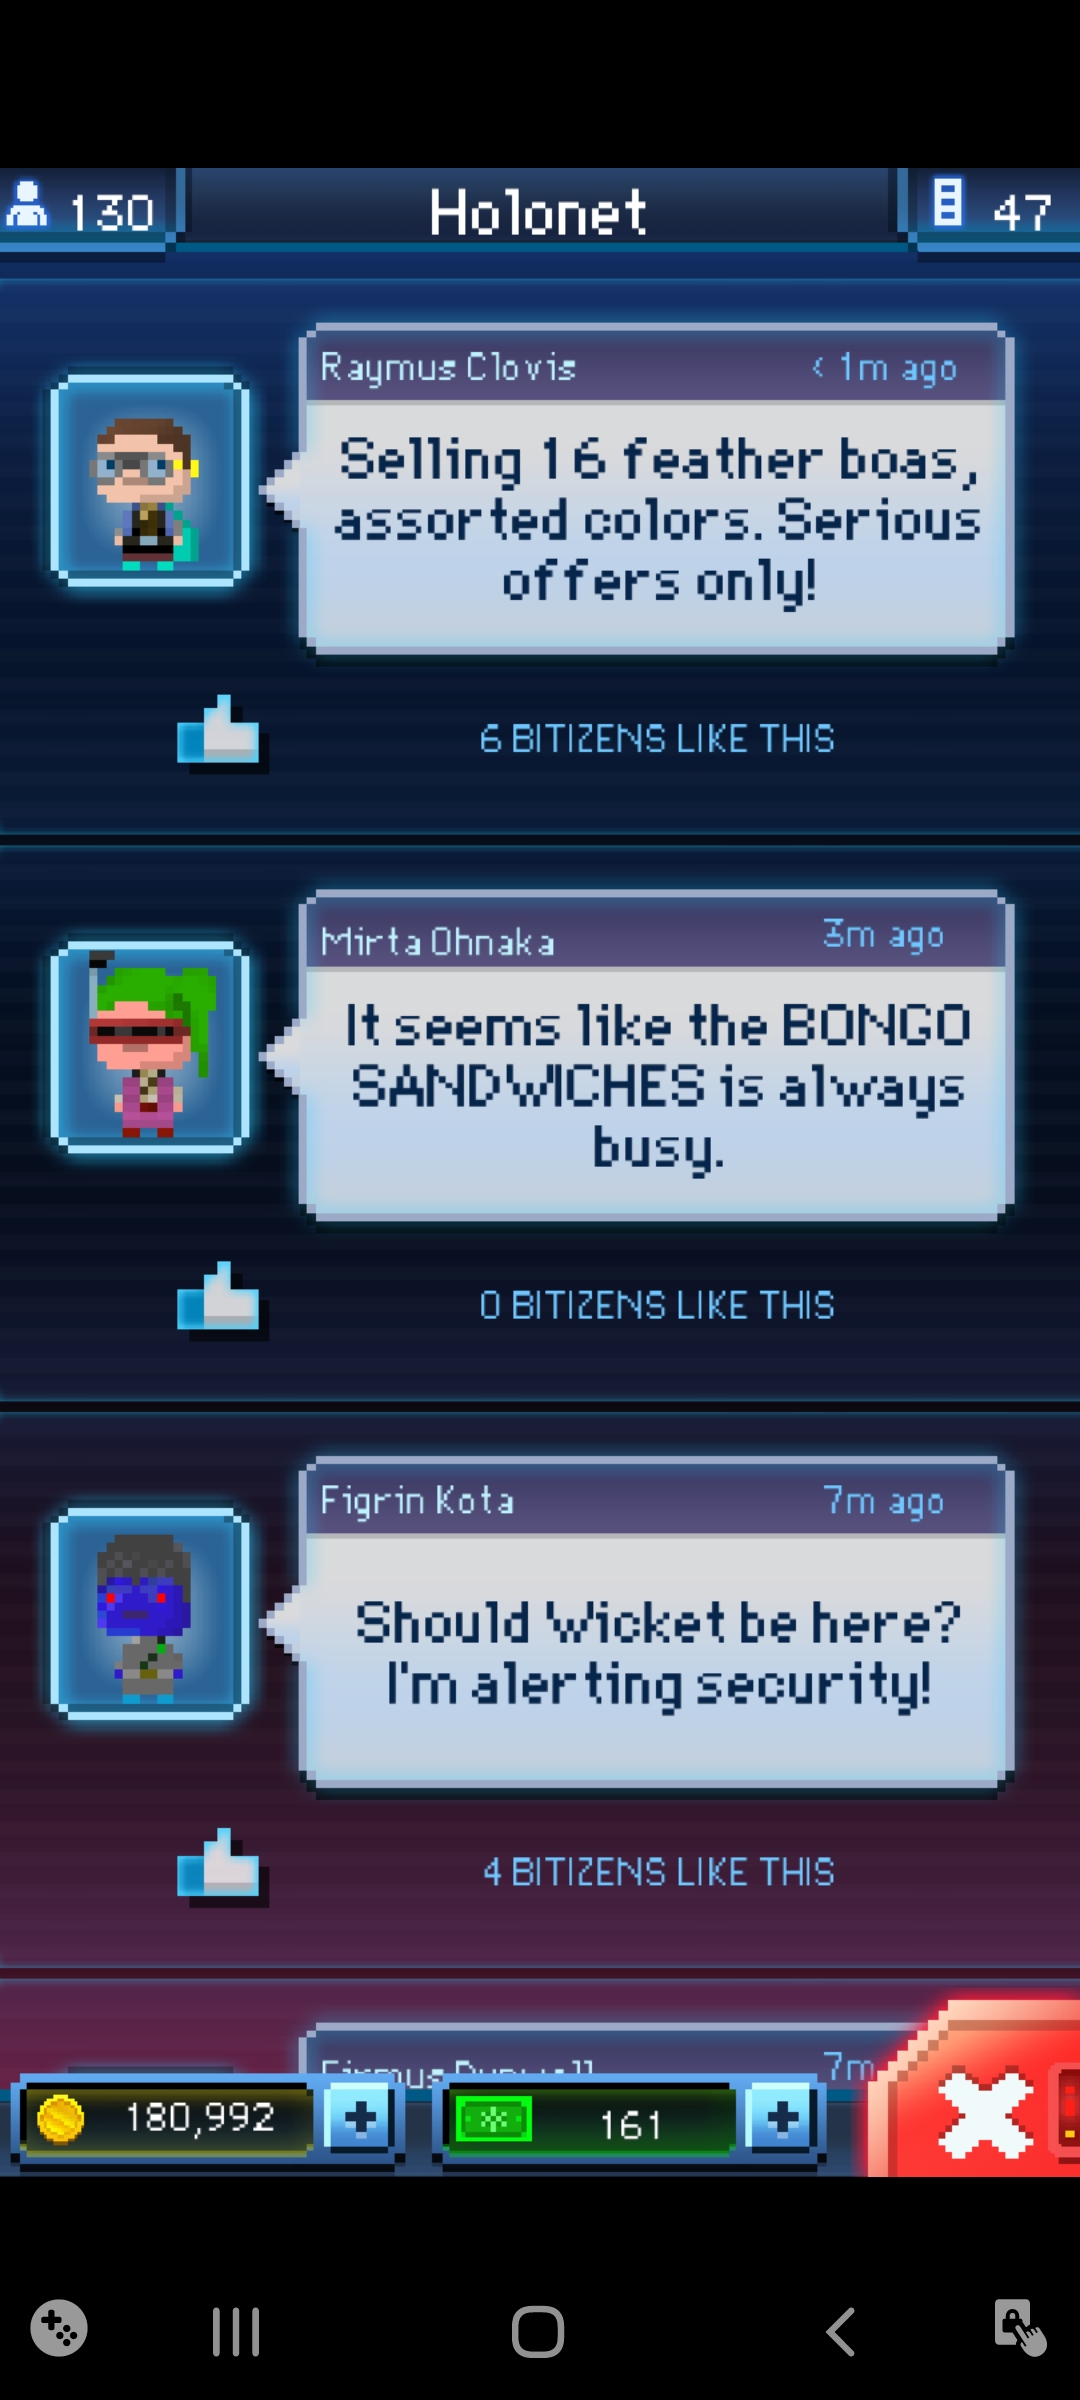 130
Holonet
47
Raymus Clovis
< 1m ago
Selling 16 feather boas,
assorted colors. Serious
offers only!
6 BITIZENS LIKE THIS
Mirta Ohnaka
3m ago
It seems like the BONGO
SANDWICHES is always
busy.
0 BITIZENS LIKE THIS
Figrin Kota
7m ago
Should Wicket be here?
I'm alerting security!
4 BITIZENS LIKE THIS
7m
180,992
161